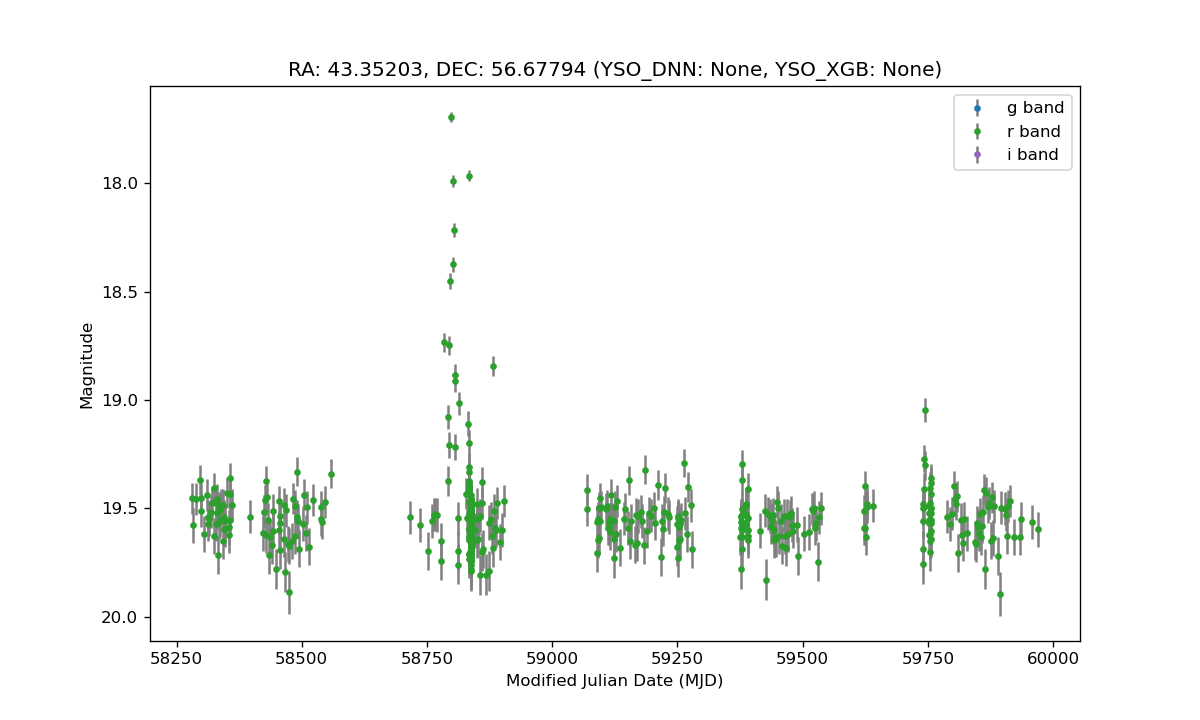 RA: 43.35203, DEC: 56.67794 (YSO_DNN: None, YSO_XGB: None)
g band
r band
i band
18.0
18.5
19.0
19.5
20.0
Magnitude
58250 58500 58750 59000 59250 59500 59750 60000
Modified Julian Date (MJD)